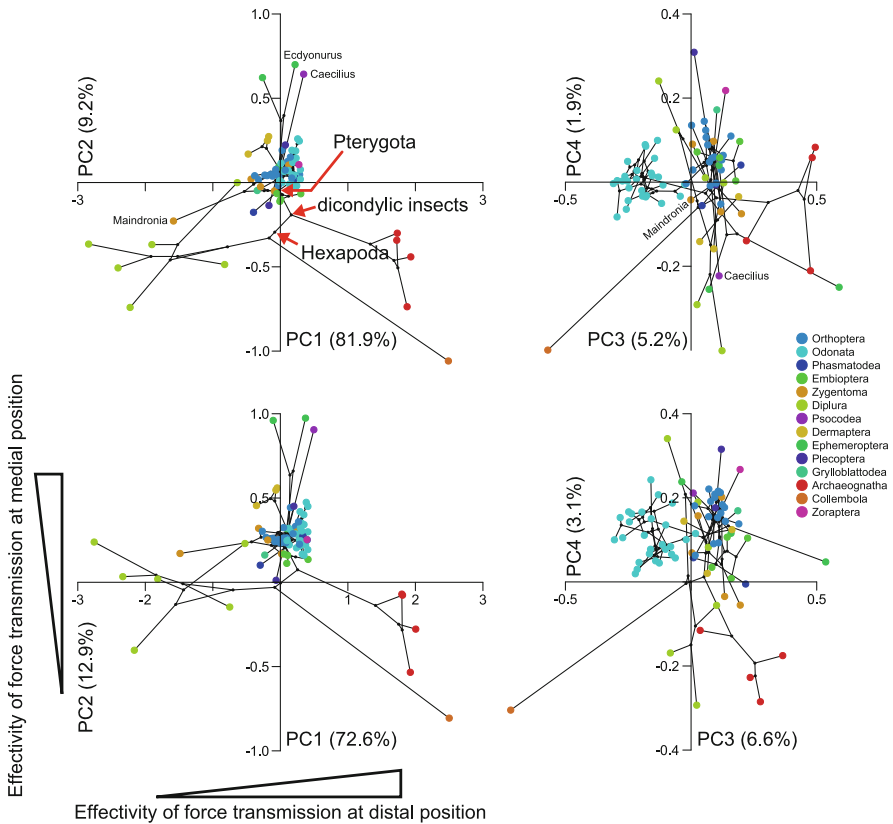 1.0
Ecdyonurus
Caecilius
PC2 (9.2%)
0.5
Pterygota
-3
3
dicondylic insects
Maindronia
Hexapoda
-0.5
PC1 (81.9%)
-1.0
0.4
PC4 (1.9%)
0.2
-0.5
0.5
Maindronia
-0.2
Caecilius
PC3 (5.2%)
Orthoptera
Odonata
Phasmatodea
Embioptera
Zygentoma
Diplura
Psocodea
Dermaptera
Ephemeroptera
Plecoptera
Grylloblattodea
Archaeognatha
Collembola
Zoraptera
1.0
0.5
-3
-2
-1
1
2
3
PC2 (12.9%)
-0.5
PC1 (72.6%)
-1.0
0.4
PC4 (3.1%)
0.2
-0.5
0.5
-0.2
PC3 (6.6%)
-0.4
Effectivity of force transmission at medial position
Effectivity of force transmission at distal position